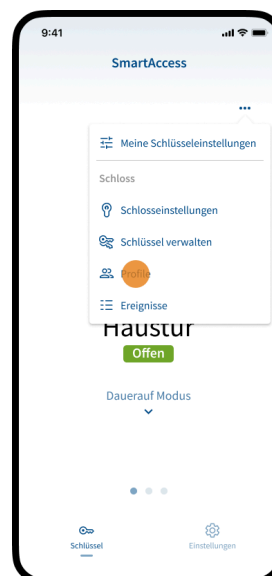 9:41
SmartAccess
Meine Schlüsseleinstellungen
Schloss
Schlosseinstellungen
Schlüssel verwalten
Profile
Ereignisse
Haustür
Offen
Dauerauf Modus
Schlüssel
Einstellungen